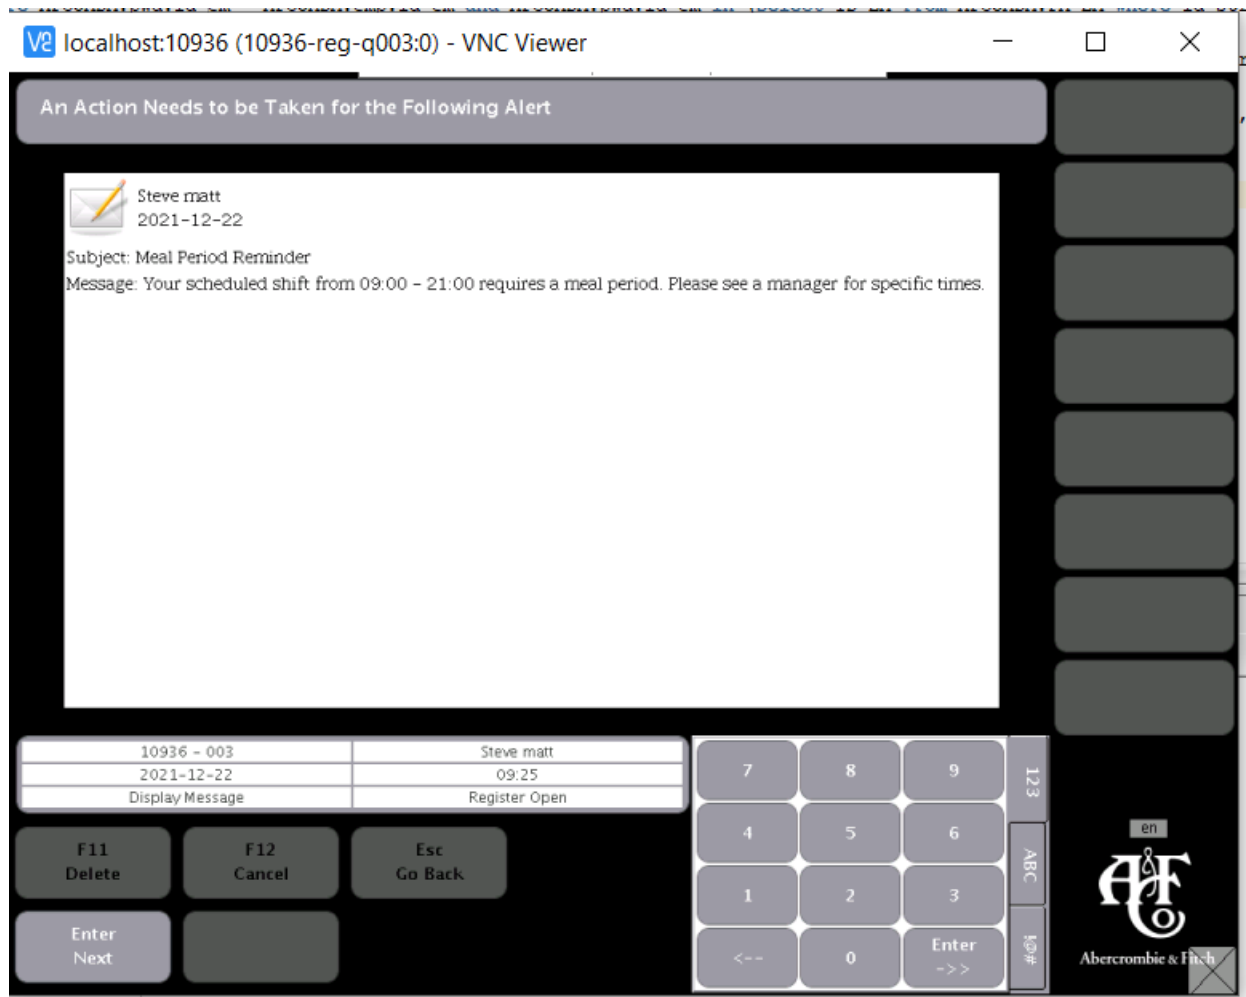 localhost:10936 (10936-reg-q003:0) - VNC Viewer
An Action Needs to be Taken for the Following Alert
Steve matt
2021-12-22
Subject: Meal Period Reminder
Message: Your scheduled shift from 09:00 - 21:00 requires a meal period. Please see a manager for specific times.
10936 - 003 Steve matt
2021-12-22 09:25
Display Message Register Open
F11 Delete
F12 Cancel
Esc Go Back
Enter Next
7 8 9
4 5 6
1 2 3
<-- 0 Enter ->>
123
ABC
!@#
en
A&F Co
Abercrombie & Fitch